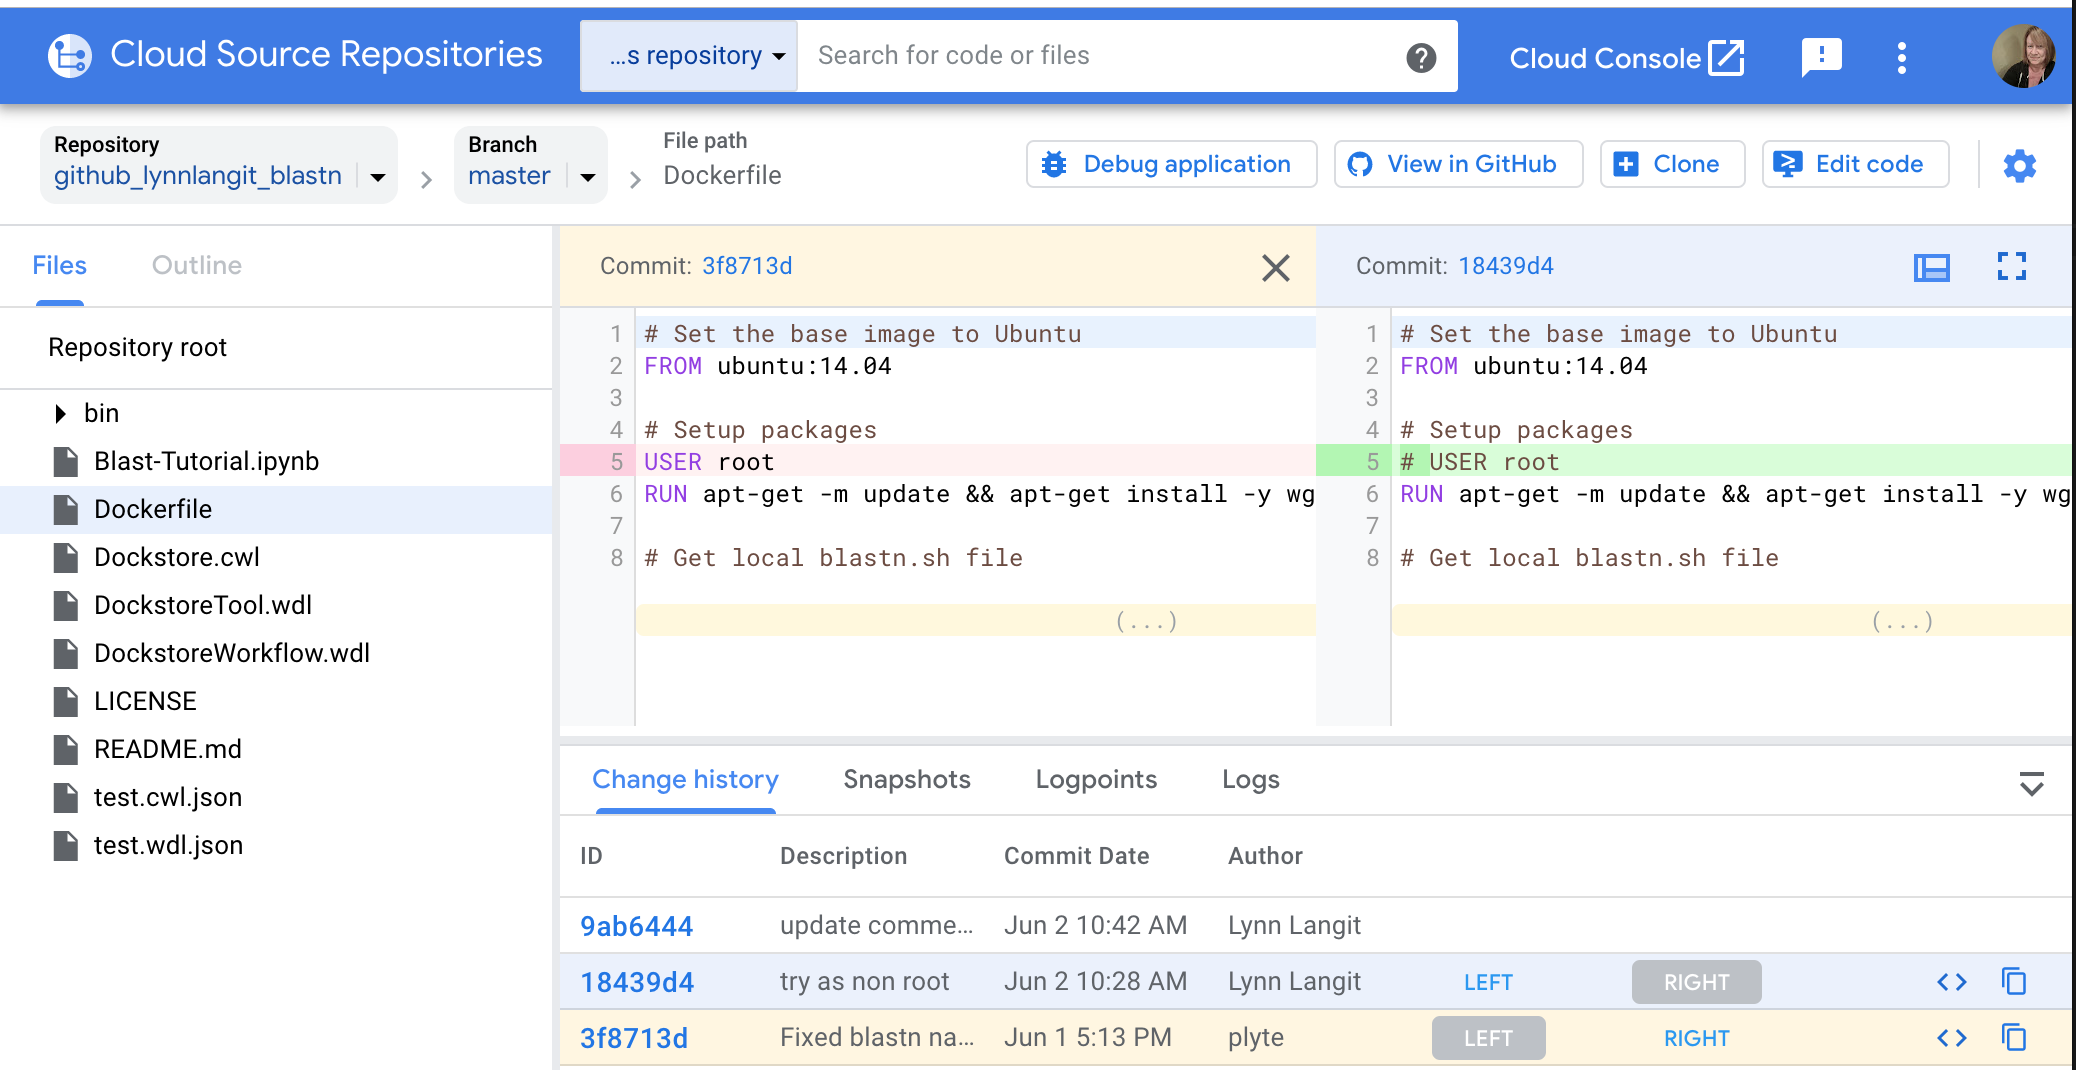 Cloud Source Repositories
...s repository
Search for code or files
Cloud Console
Repository
github_lynnlangit_blastn
Branch
master
File path
Dockerfile
Debug application
View in GitHub
Clone
Edit code
Files
Outline
Repository root
bin
Blast-Tutorial.ipynb
Dockerfile
Dockstore.cwl
DockstoreTool.wdl
DockstoreWorkflow.wdl
LICENSE
README.md
test.cwl.json
test.wdl.json
Commit: 3f8713d
1 # Set the base image to Ubuntu
2 FROM ubuntu:14.04
3
4 # Setup packages
5 USER root
6 RUN apt-get -m update && apt-get install -y wg
7
8 # Get local blastn.sh file
(...)
Commit: 18439d4
1 # Set the base image to Ubuntu
2 FROM ubuntu:14.04
3
4 # Setup packages
5 # USER root
6 RUN apt-get -m update && apt-get install -y wg
7
8 # Get local blastn.sh file
(...)
Change history Snapshots Logpoints Logs
ID Description Commit Date Author
9ab6444 update comme... Jun 2 10:42 AM Lynn Langit
18439d4 try as non root Jun 2 10:28 AM Lynn Langit LEFT RIGHT
3f8713d Fixed blastn na... Jun 1 5:13 PM plyte LEFT RIGHT